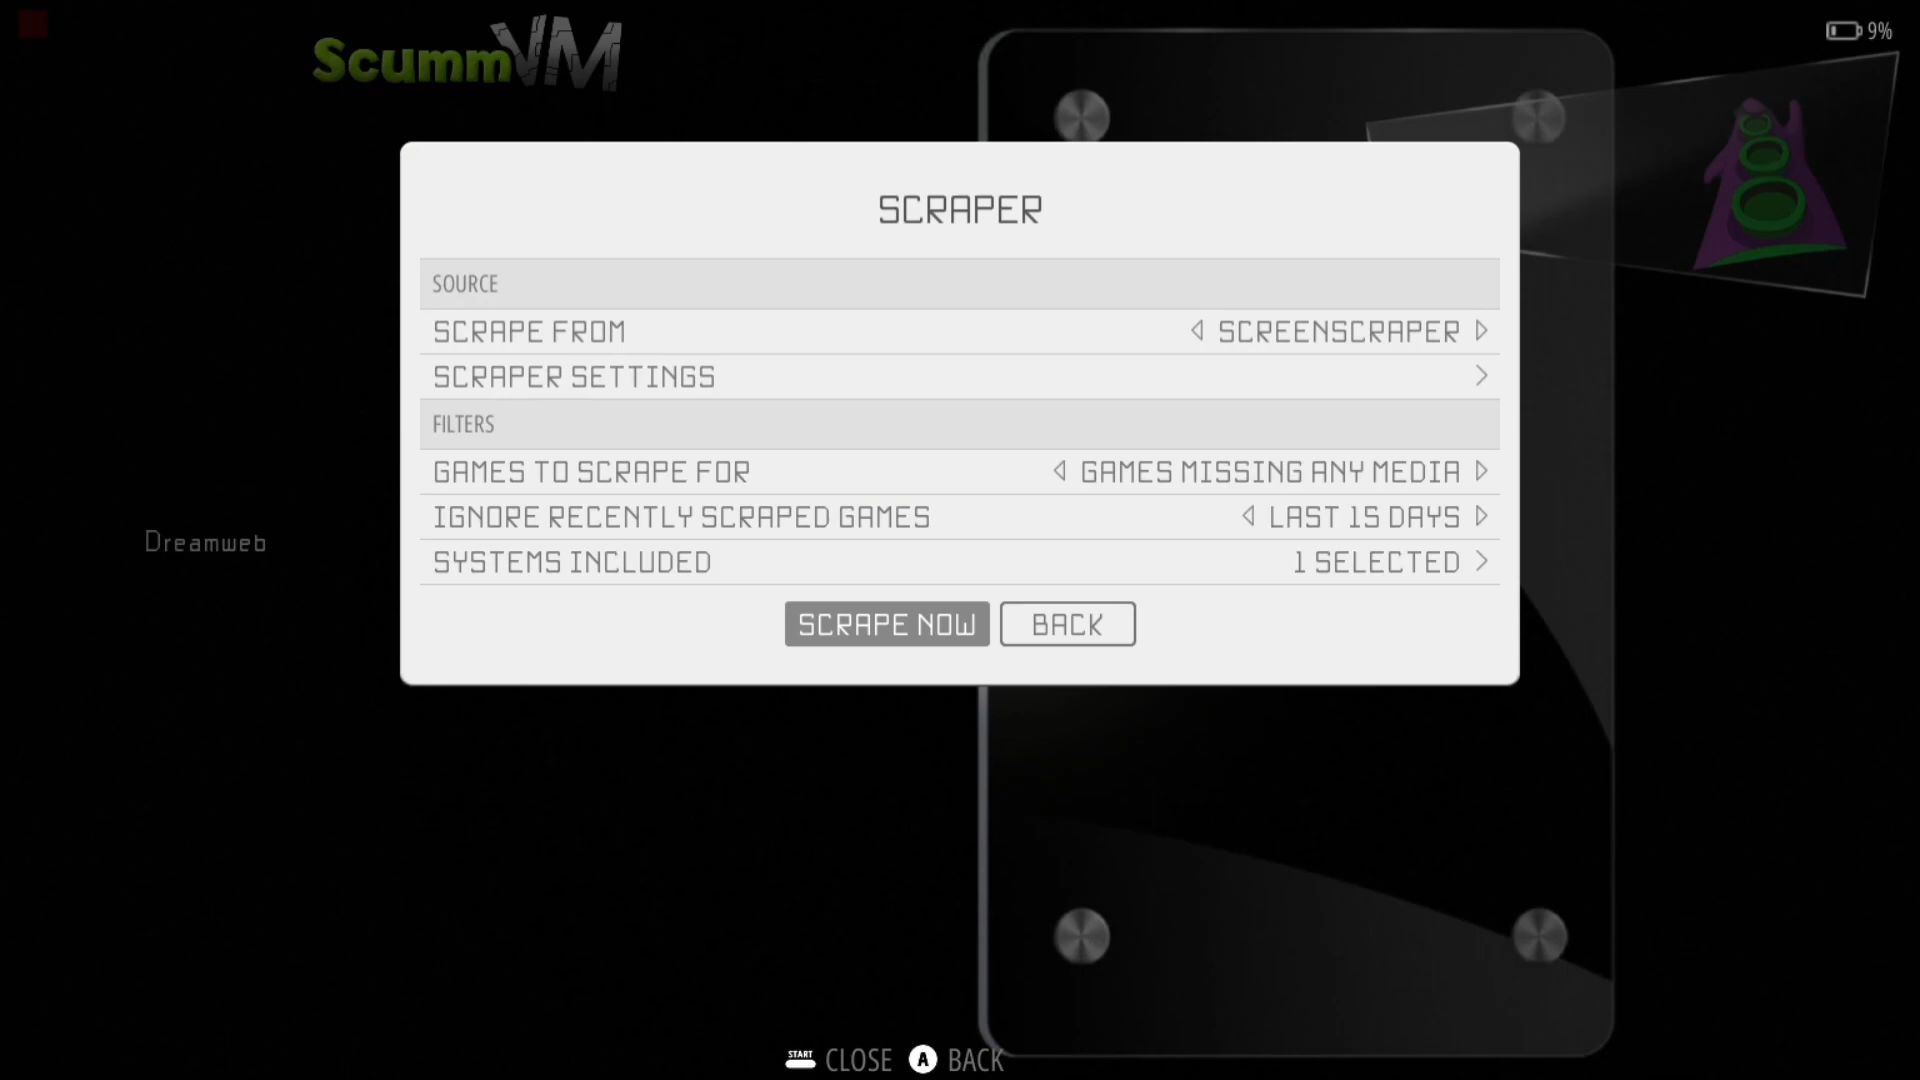 ScummVM
9%
SCRAPER
SOURCE
SCRAPE FROM SCREENSCRAPER
SCRAPER SETTINGS
FILTERS
GAMES TO SCRAPE FOR GAMES MISSING ANY MEDIA
IGNORE RECENTLY SCRAPED GAMES LAST 15 DAYS
SYSTEMS INCLUDED 1 SELECTED
Dreamweb
SCRAPE NOW BACK
START CLOSE A BACK